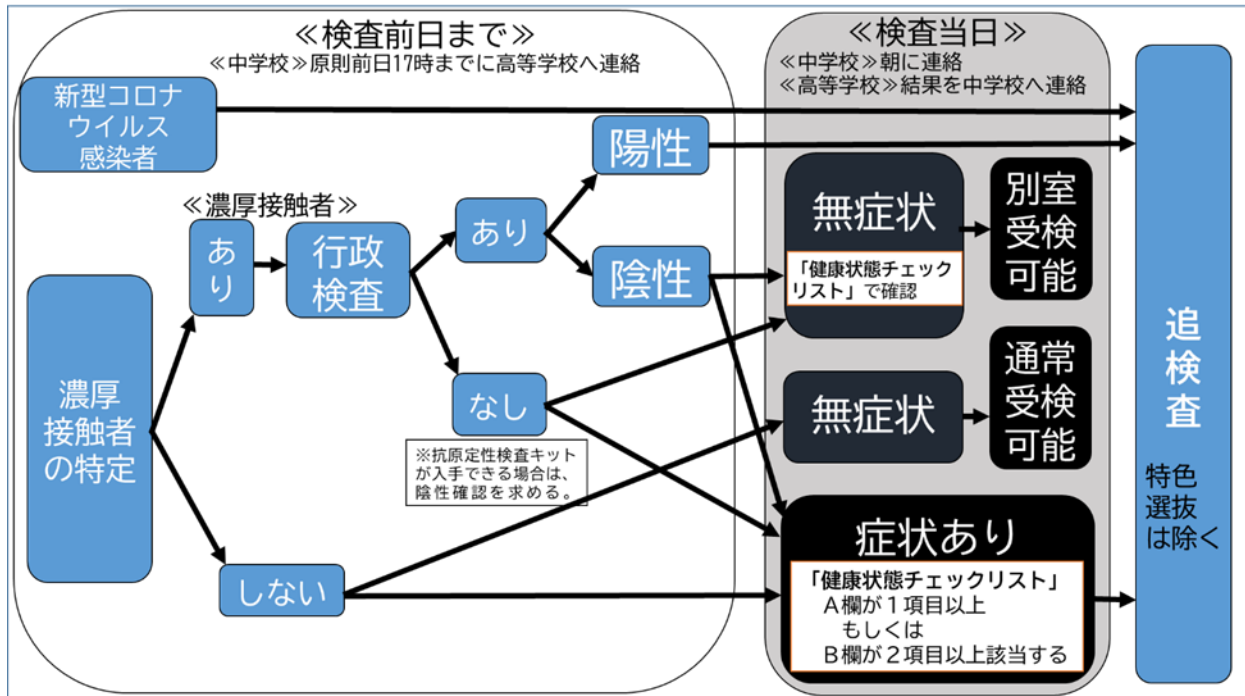 ≪検査前日まで≫
≪中学校≫原則前日17時までに高等学校へ連絡
新型コロナ
ウイルス
感染者
≪濃厚接触者≫
あり
行政
検査
あり
陽性
陰性
なし
※抗原定性検査キット
が入手できる場合は、
陰性確認を求める。
濃厚
接触者
の特定
しない
≪検査当日≫
≪中学校≫朝に連絡
≪高等学校≫結果を中学校へ連絡
無症状
「健康状態チェック
リスト」で確認
別室
受検
可能
無症状
通常
受検
可能
症状あり
「健康状態チェックリスト」
A欄が１項目以上
もしくは
B欄が２項目以上該当する
追検査
特色
選抜
は除く